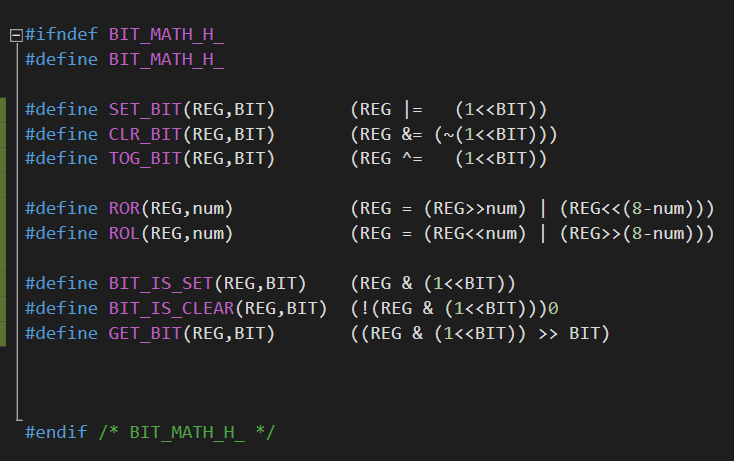 #ifndef BIT_MATH_H_
#define BIT_MATH_H_
#define SET_BIT(REG,BIT)       (REG |=   (1<<BIT))
#define CLR_BIT(REG,BIT)       (REG &= (~(1<<BIT)))
#define TOG_BIT(REG,BIT)       (REG ^=   (1<<BIT))
#define ROR(REG,num)           (REG = (REG>>num) | (REG<<(8-num)))
#define ROL(REG,num)           (REG = (REG<<num) | (REG>>(8-num)))
#define BIT_IS_SET(REG,BIT)    (REG & (1<<BIT))
#define BIT_IS_CLEAR(REG,BIT)  (!(REG & (1<<BIT)))0
#define GET_BIT(REG,BIT)       ((REG & (1<<BIT)) >> BIT)
#endif /* BIT_MATH_H_ */